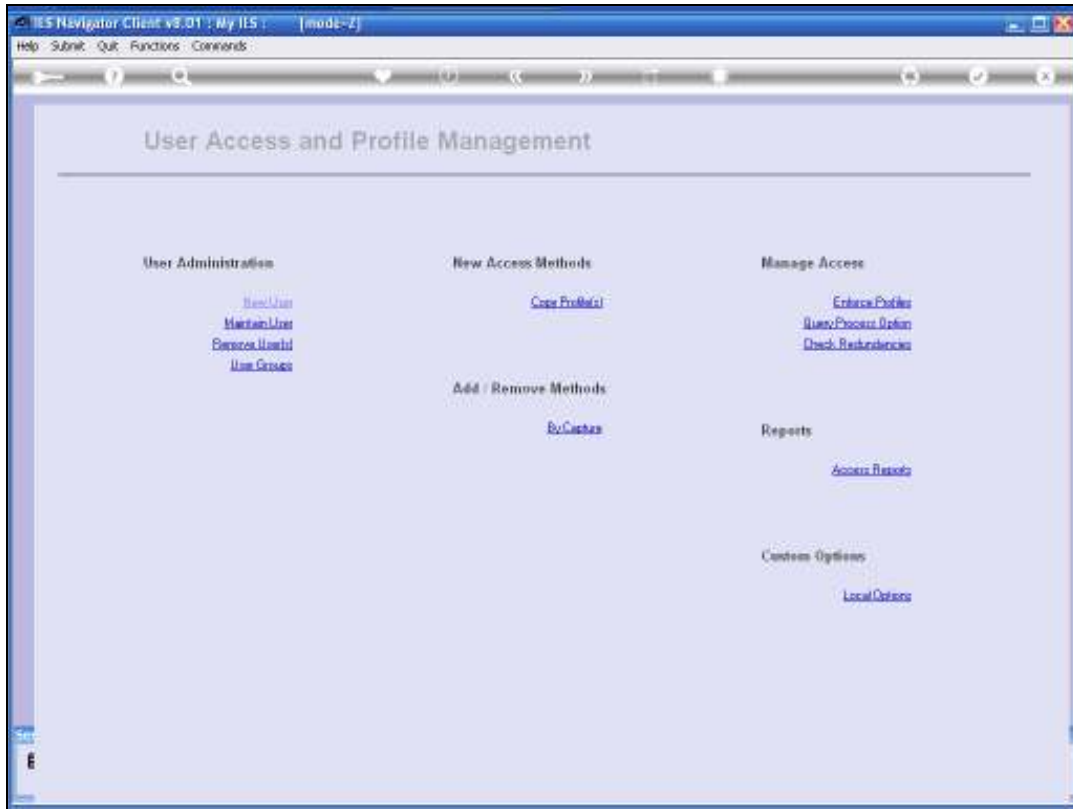 IES Navigator Client v8.01 : My IES : [mode-Z]
Help Submit Quit Functions Commands
User Access and Profile Management
User Administration
New User
Maintain User
Remove User(s)
User Groups
New Access Methods
Copy Profile(s)
Add / Remove Methods
By Capture
Manage Access
Enforce Profiles
Query Process Option
Check Redundancies
Reports
Access Reports
Custom Options
Local Options